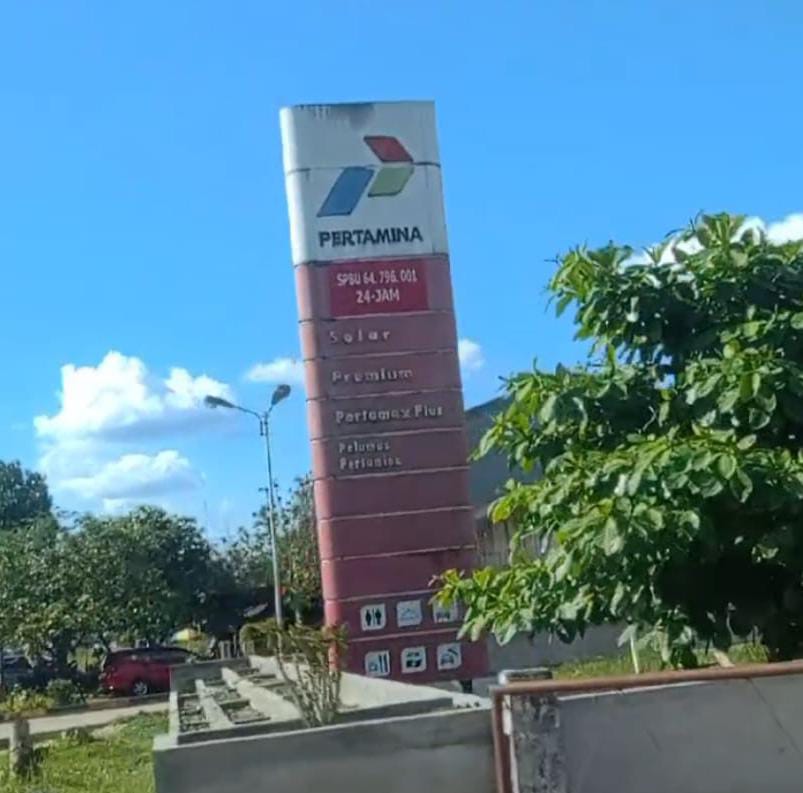 PERTAMINA
SPBU 64. 796. 001
24-JAM
Solar
Premium
Pertamax Plus
Pelumas
Pertamina